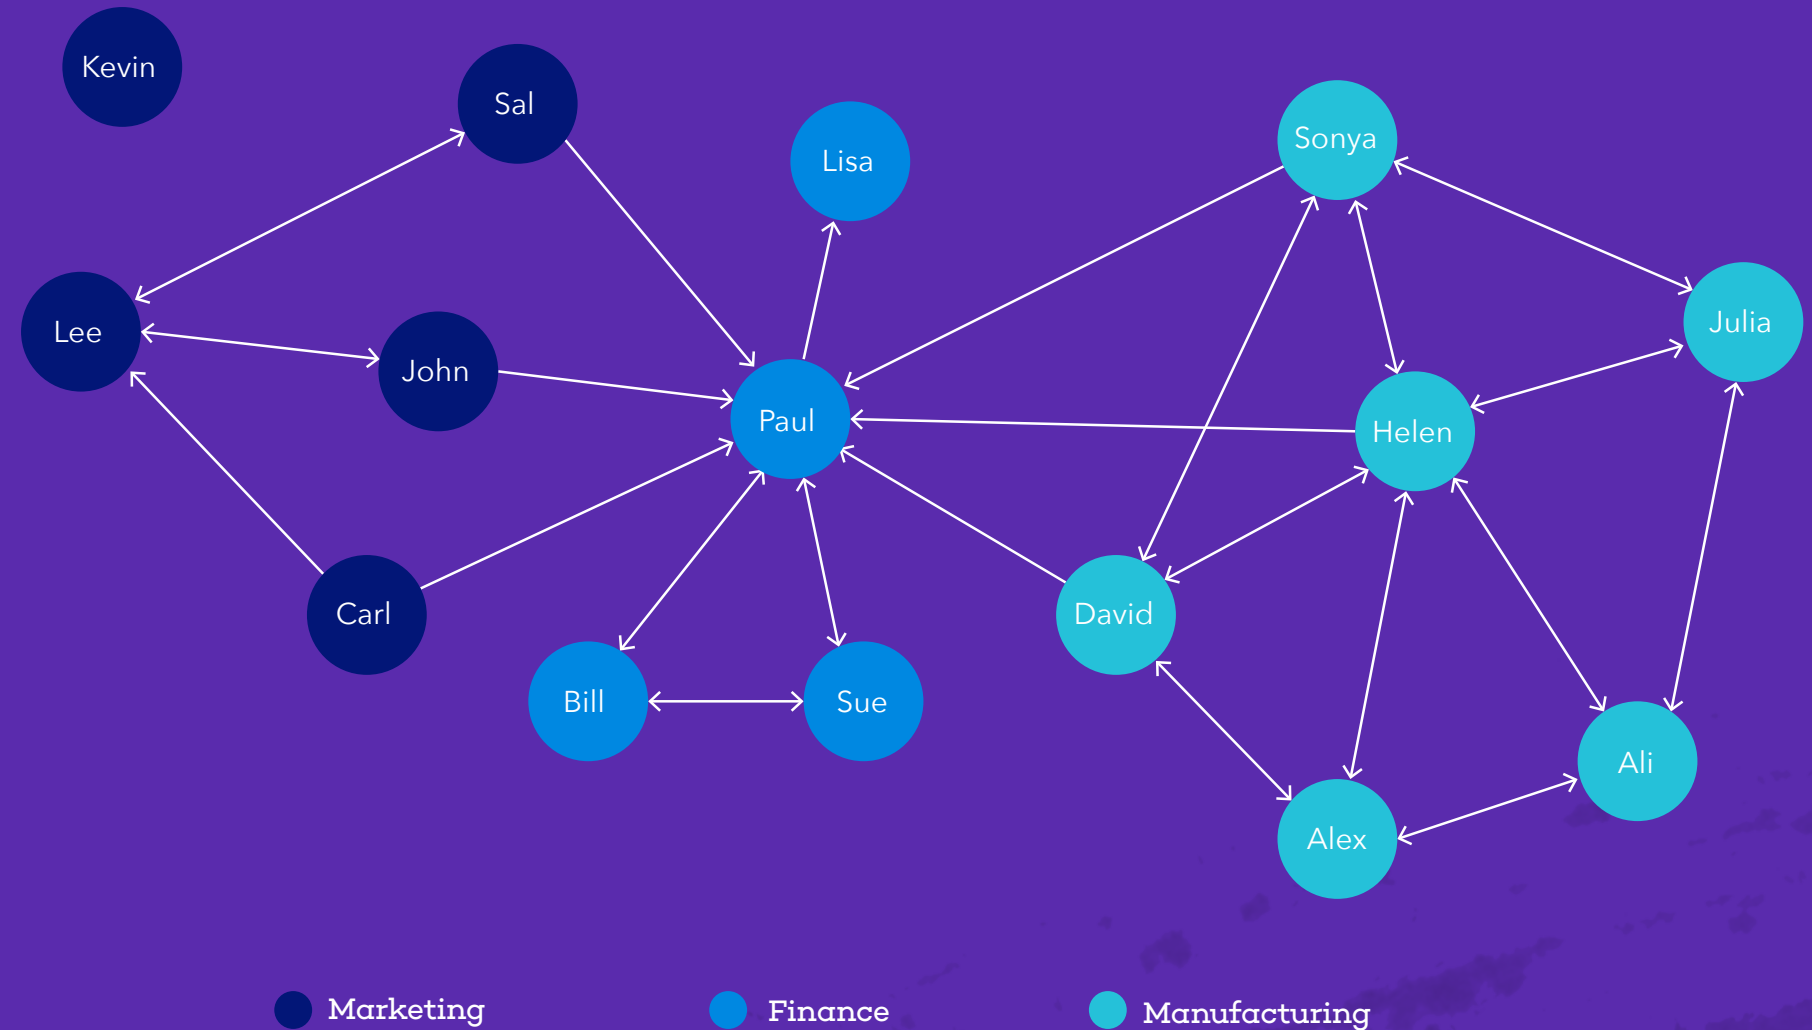 Kevin
Sal
Lisa
Sonya
Lee
John
Paul
Helen
Julia
Carl
Bill
Sue
David
Alex
Ali
Marketing
Finance
Manufacturing